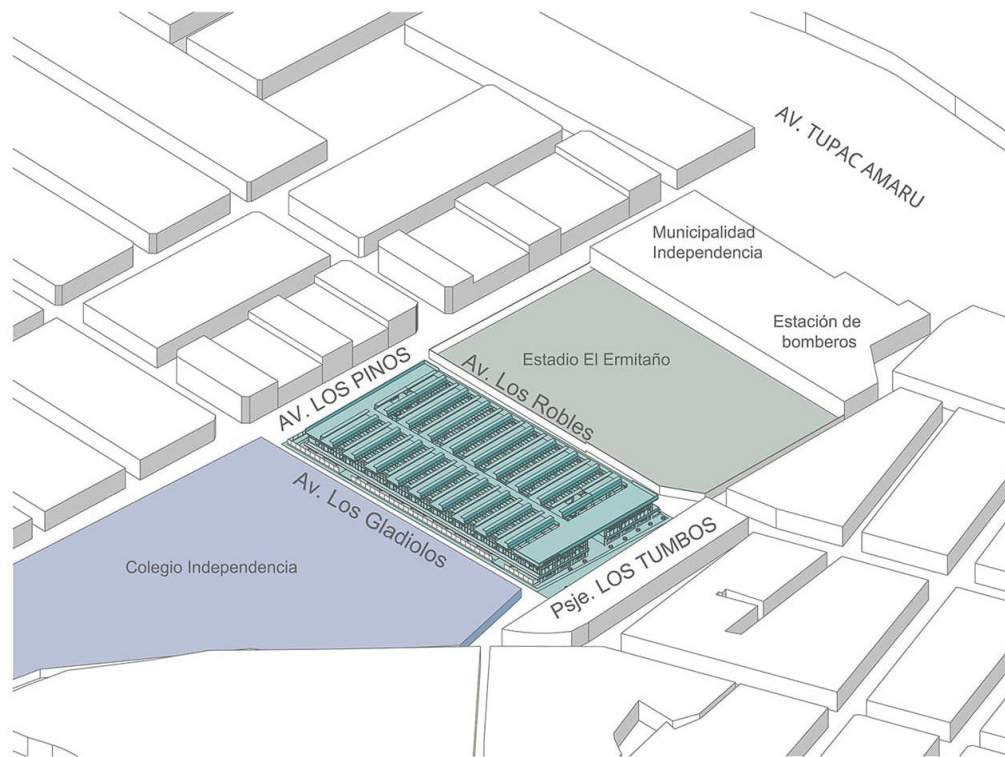 AV. TUPAC AMARU
Municipalidad
Independencia
Estación de
bomberos
Estadio El Ermitaño
AV. LOS PINOS
Av. Los Robles
Av. Los Gladiolos
Colegio Independencia
Psje. LOS TUMBOS